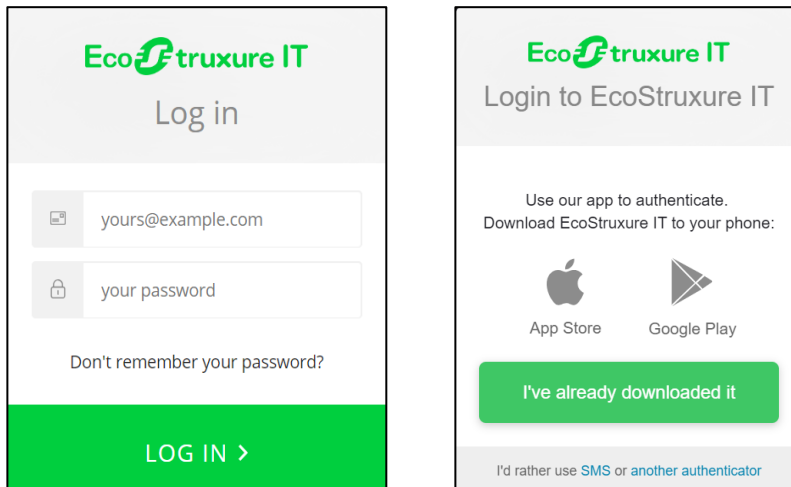 EcoStruxure IT
Log in
yours@example.com
your password
Don't remember your password?
LOG IN >
EcoStruxure IT
Login to EcoStruxure IT
Use our app to authenticate.
Download EcoStruxure IT to your phone:
App Store Google Play
I've already downloaded it
I'd rather use SMS or another authenticator